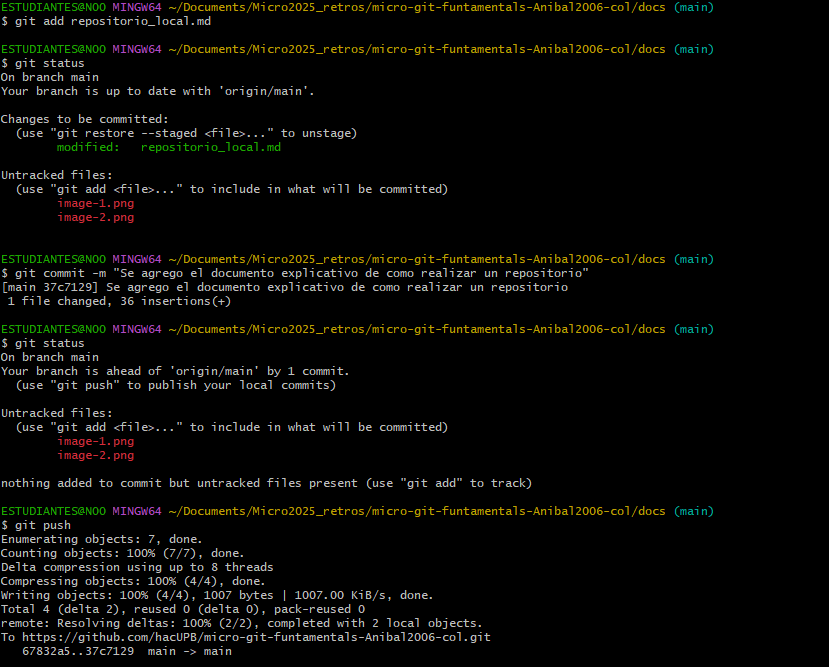 ESTUDIANTES@NOO MINGW64 ~/Documents/Micro2025_retros/micro-git-funtamentals-Anibal2006-col/docs (main)
$ git add repositorio_local.md
ESTUDIANTES@NOO MINGW64 ~/Documents/Micro2025_retros/micro-git-funtamentals-Anibal2006-col/docs (main)
$ git status
On branch main
Your branch is up to date with 'origin/main'.
Changes to be committed:
  (use "git restore --staged <file>..." to unstage)
        modified:   repositorio_local.md
Untracked files:
  (use "git add <file>..." to include in what will be committed)
        image-1.png
        image-2.png
ESTUDIANTES@NOO MINGW64 ~/Documents/Micro2025_retros/micro-git-funtamentals-Anibal2006-col/docs (main)
$ git commit -m "Se agrego el documento explicativo de como realizar un repositorio"
[main 37c7129] Se agrego el documento explicativo de como realizar un repositorio
 1 file changed, 36 insertions(+)
ESTUDIANTES@NOO MINGW64 ~/Documents/Micro2025_retros/micro-git-funtamentals-Anibal2006-col/docs (main)
$ git status
On branch main
Your branch is ahead of 'origin/main' by 1 commit.
  (use "git push" to publish your local commits)
Untracked files:
  (use "git add <file>..." to include in what will be committed)
        image-1.png
        image-2.png
nothing added to commit but untracked files present (use "git add" to track)
ESTUDIANTES@NOO MINGW64 ~/Documents/Micro2025_retros/micro-git-funtamentals-Anibal2006-col/docs (main)
$ git push
Enumerating objects: 7, done.
Counting objects: 100% (7/7), done.
Delta compression using up to 8 threads
Compressing objects: 100% (4/4), done.
Writing objects: 100% (4/4), 1007 bytes | 1007.00 KiB/s, done.
Total 4 (delta 2), reused 0 (delta 0), pack-reused 0
remote: Resolving deltas: 100% (2/2), completed with 2 local objects.
To https://github.com/hacUPB/micro-git-funtamentals-Anibal2006-col.git
   67832a5..37c7129  main -> main